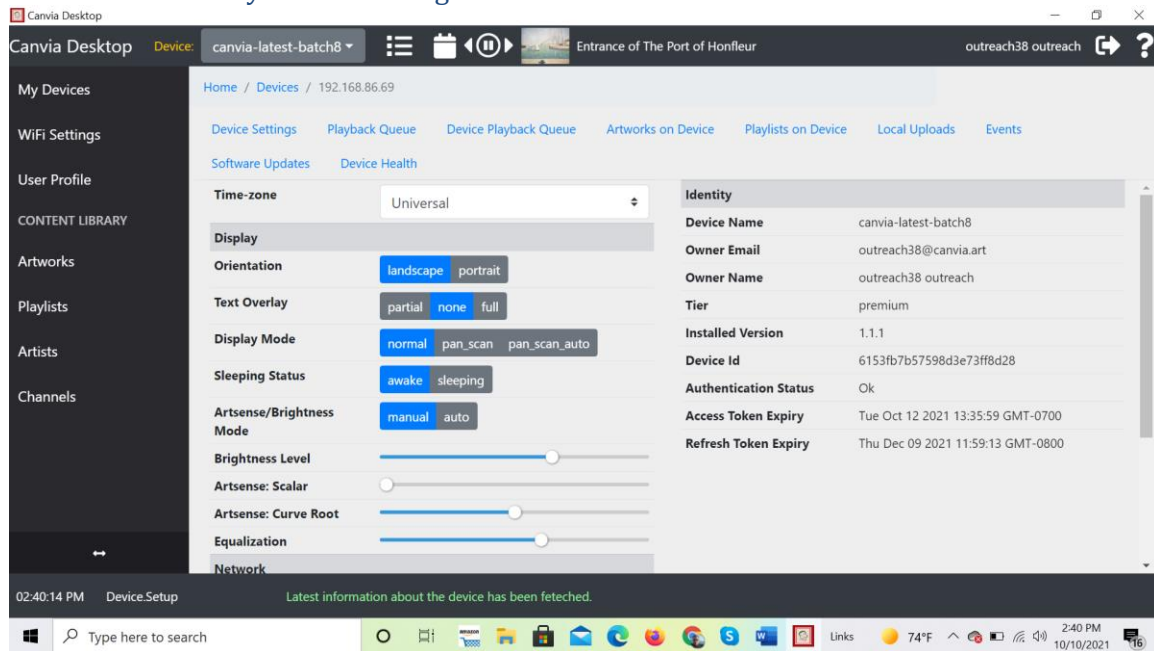 Canvia Desktop
Canvia Desktop Device: canvia-latest-batch8 Entrance of The Port of Honfleur outreach38 outreach ?
My Devices
WiFi Settings
User Profile
CONTENT LIBRARY
Artworks
Playlists
Artists
Channels
Home / Devices / 192.168.86.69
Device Settings Playback Queue Device Playback Queue Artworks on Device Playlists on Device Local Uploads Events
Software Updates Device Health
Time-zone Universal
Display
Orientation landscape portrait
Text Overlay partial none full
Display Mode normal pan_scan pan_scan_auto
Sleeping Status awake sleeping
Artsense/Brightness Mode manual auto
Brightness Level
Artsense: Scalar
Artsense: Curve Root
Equalization
Network
Identity
Device Name canvia-latest-batch8
Owner Email outreach38@canvia.art
Owner Name outreach38 outreach
Tier premium
Installed Version 1.1.1
Device Id 6153fb7b57598d3e73ff8d28
Authentication Status Ok
Access Token Expiry Tue Oct 12 2021 13:35:59 GMT-0700
Refresh Token Expiry Thu Dec 09 2021 11:59:13 GMT-0800
02:40:14 PM Device.Setup Latest information about the device has been feteched.
Type here to search Links 74°F 2:40 PM
10/10/2021 16